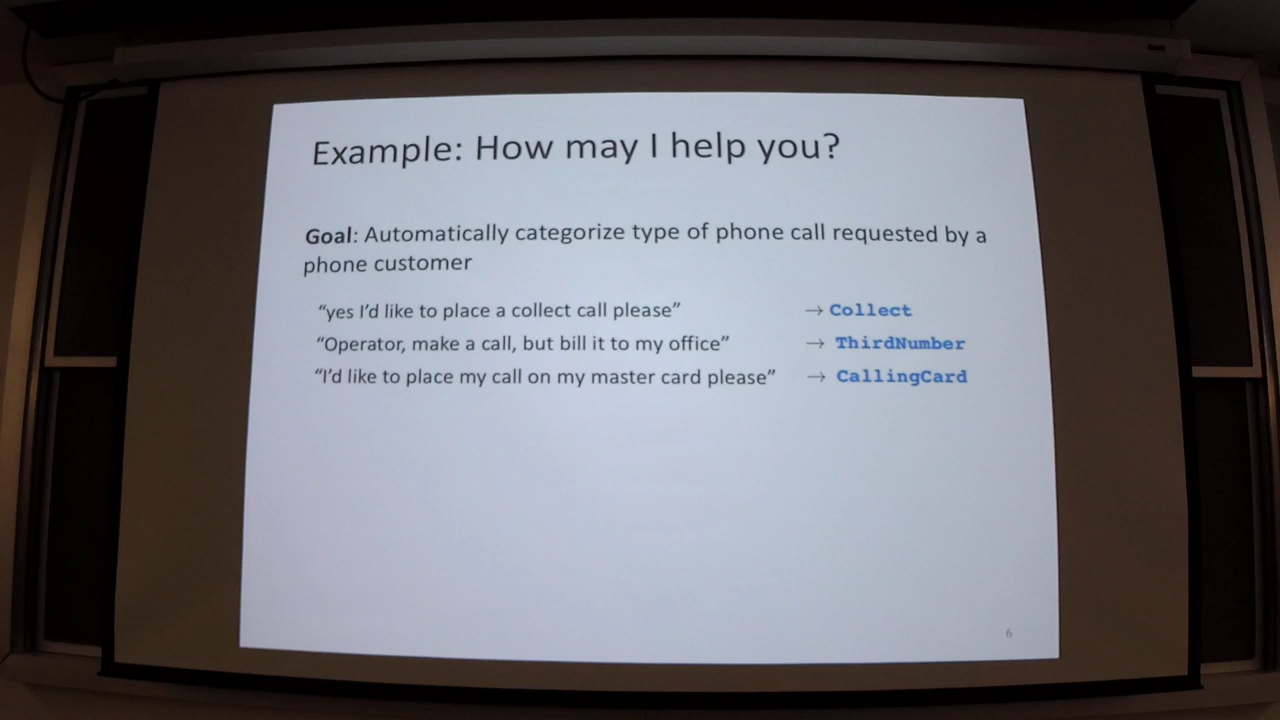 Example: How may I help you?
Goal: Automatically categorize type of phone call requested by a
phone customer
“yes I’d like to place a collect call please” → Collect
“Operator, make a call, but bill it to my office” → ThirdNumber
“I’d like to place my call on my master card please” → CallingCard
6